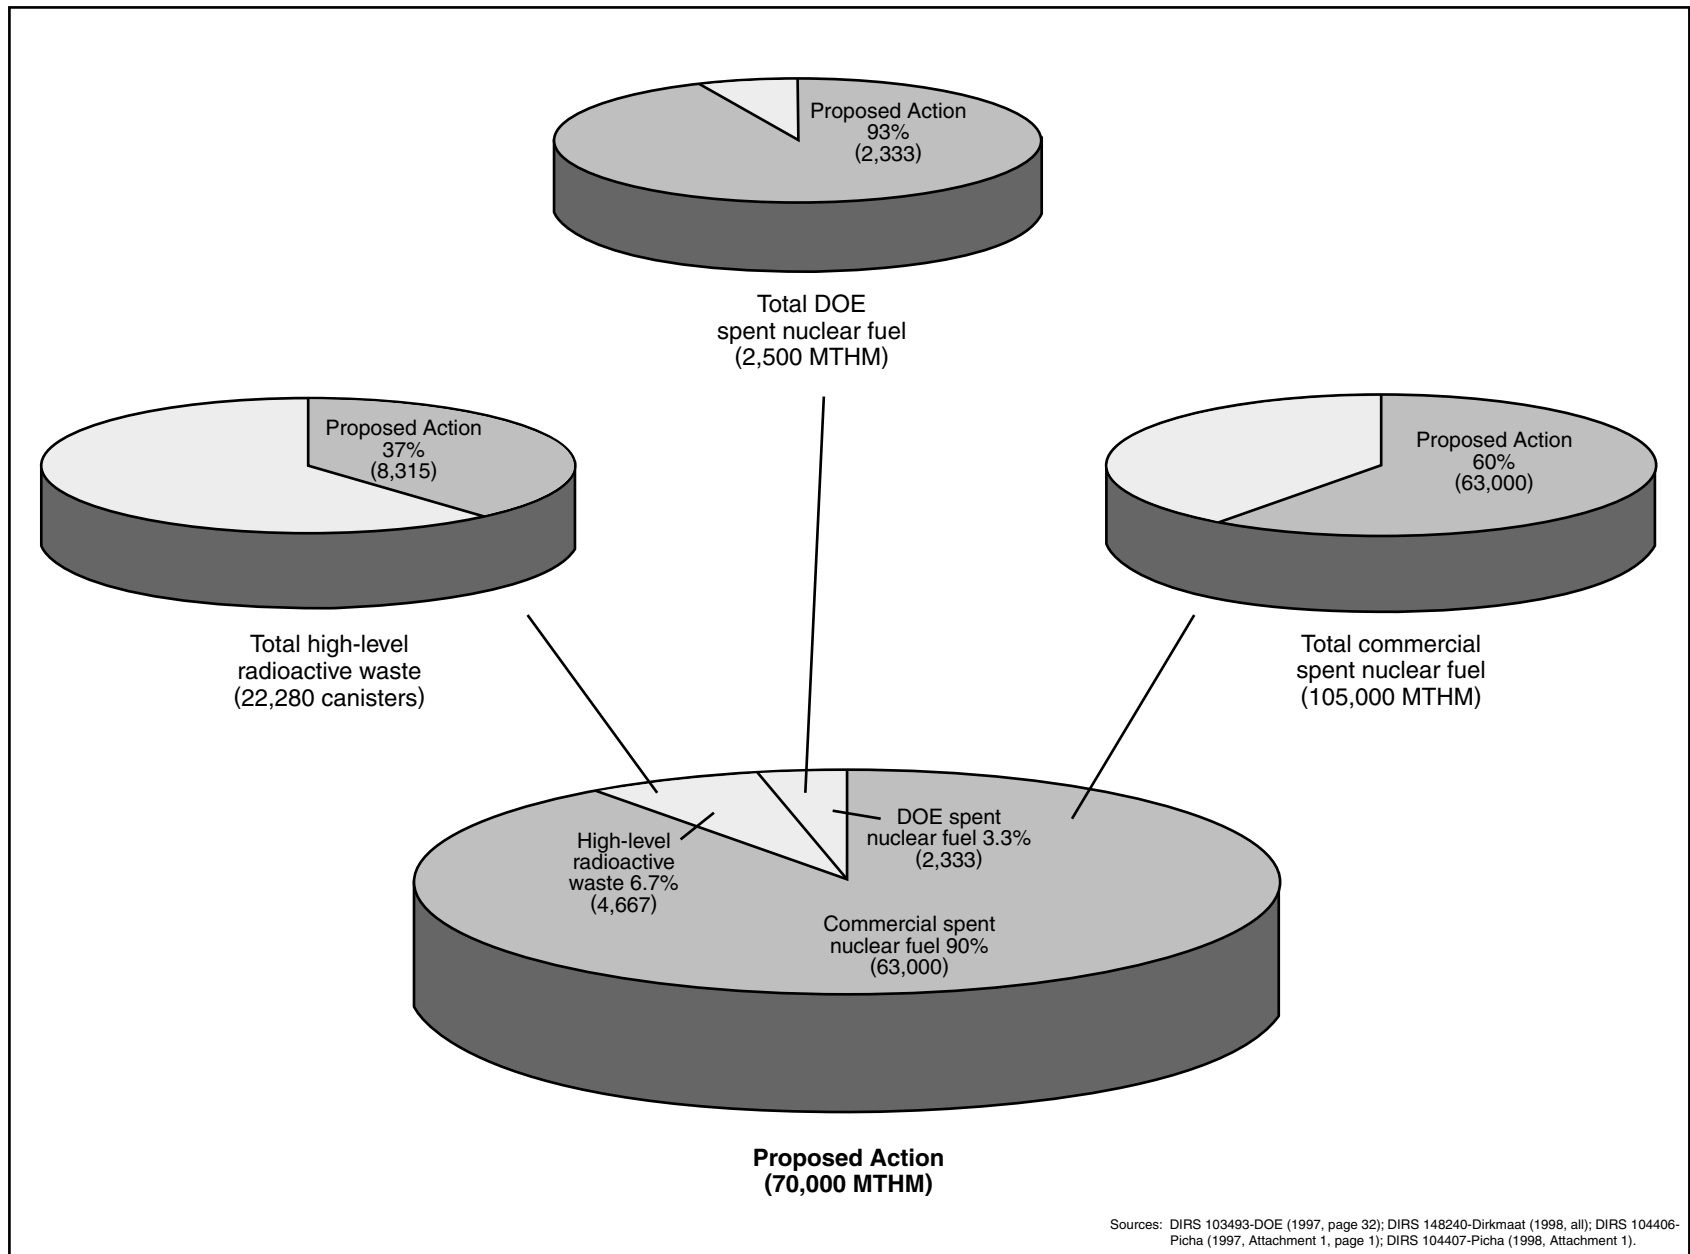 Proposed Action
93%
(2,333)
Total DOE
spent nuclear fuel
(2,500 MTHM)
Proposed Action
37%
(8,315)
Total high-level
radioactive waste
(22,280 canisters)
Proposed Action
60%
(63,000)
Total commercial
spent nuclear fuel
(105,000 MTHM)
High-level
radioactive
waste 6.7%
(4,667)
DOE spent
nuclear fuel 3.3%
(2,333)
Commercial spent
nuclear fuel 90%
(63,000)
Proposed Action
(70,000 MTHM)
Sources: DIRS 103493-DOE (1997, page 32); DIRS 148240-Dirkmaat (1998, all); DIRS 104406-
Picha (1997, Attachment 1, page 1); DIRS 104407-Picha (1998, Attachment 1).